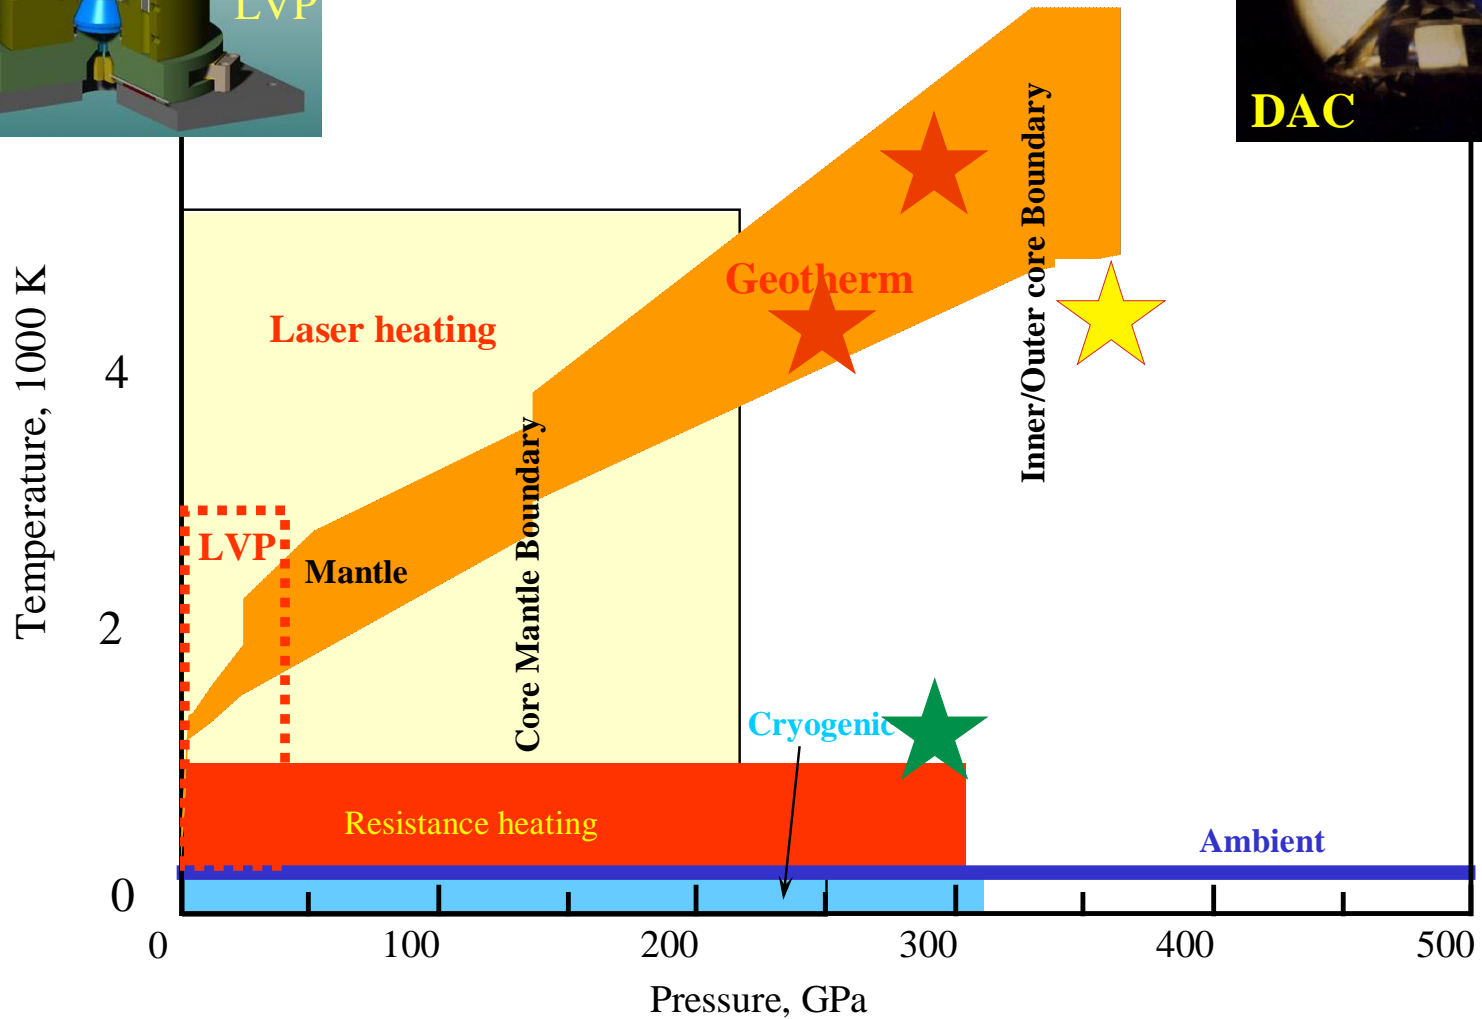 LVP
DAC
Geotherm
Laser heating
Inner/Outer core Boundary
Temperature, 1000 K
4
LVP
Mantle
Core Mantle Boundary
2
Cryogenic
Resistance heating
Ambient
0
0 100 200 300 400 500
Pressure, GPa